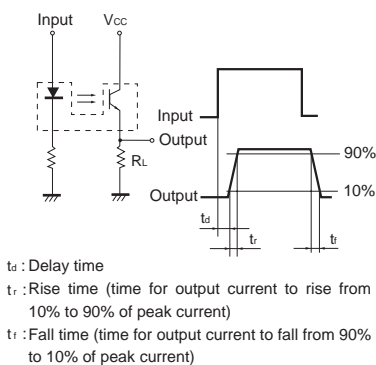 Input Vcc
Input
Output
RL
90%
Output
10%
td
tr
tf
td : Delay time
tr : Rise time (time for output current to rise from
10% to 90% of peak current)
tf : Fall time (time for output current to fall from 90%
to 10% of peak current)